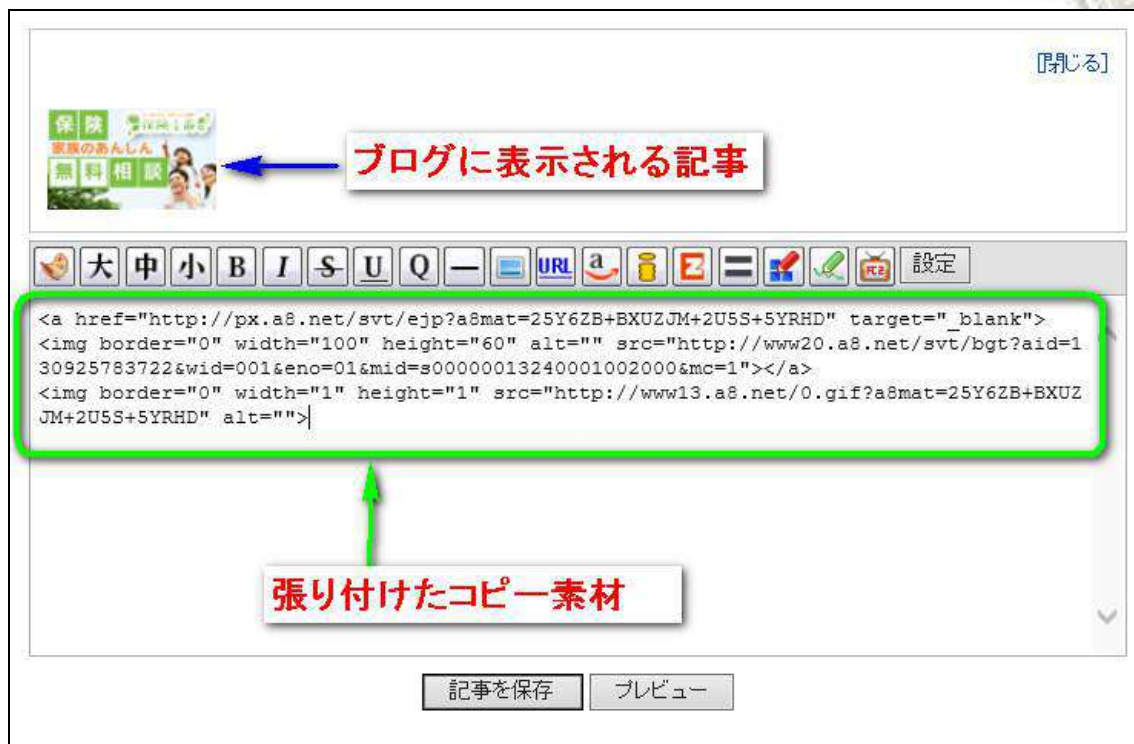 [閉じる]
保険
家族のあんしん
無料相談
ブログに表示される記事
大 中 小 B I S U Q URL a FC2 設定
<a href="http://px.a8.net/svt/ejp?a8mat=25Y6ZB+BXUZJM+2U5S+5YRHD" target="_blank">
<img border="0" width="100" height="60" alt="" src="http://www20.a8.net/svt/bgt?aid=1
30925783722&wid=001&eno=01&mid=s00000013240001002000&mc=1"></a>
<img border="0" width="1" height="1" src="http://www13.a8.net/0.gif?a8mat=25Y6ZB+BXUZ
JM+2U5S+5YRHD" alt="">
張り付けたコピー素材
記事を保存 プレビュー